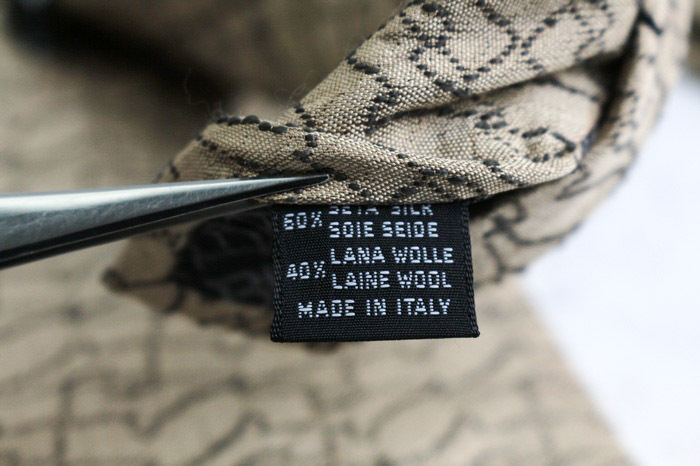 60% SETA SILK
SOIE SEIDE
LANA WOLLE
40% LAINE WOOL
MADE IN ITALY